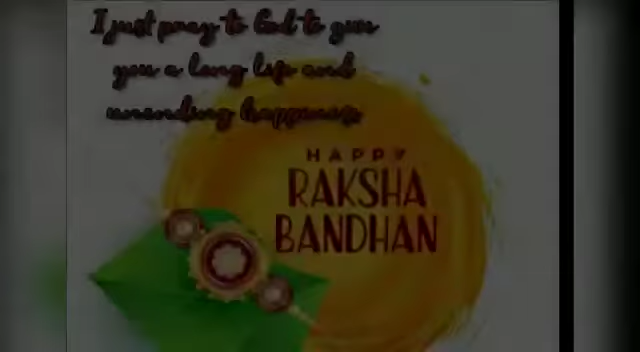 I just pray to God to give
you a long life and
unending happiness
HAPPY
RAKSHA
BANDHAN